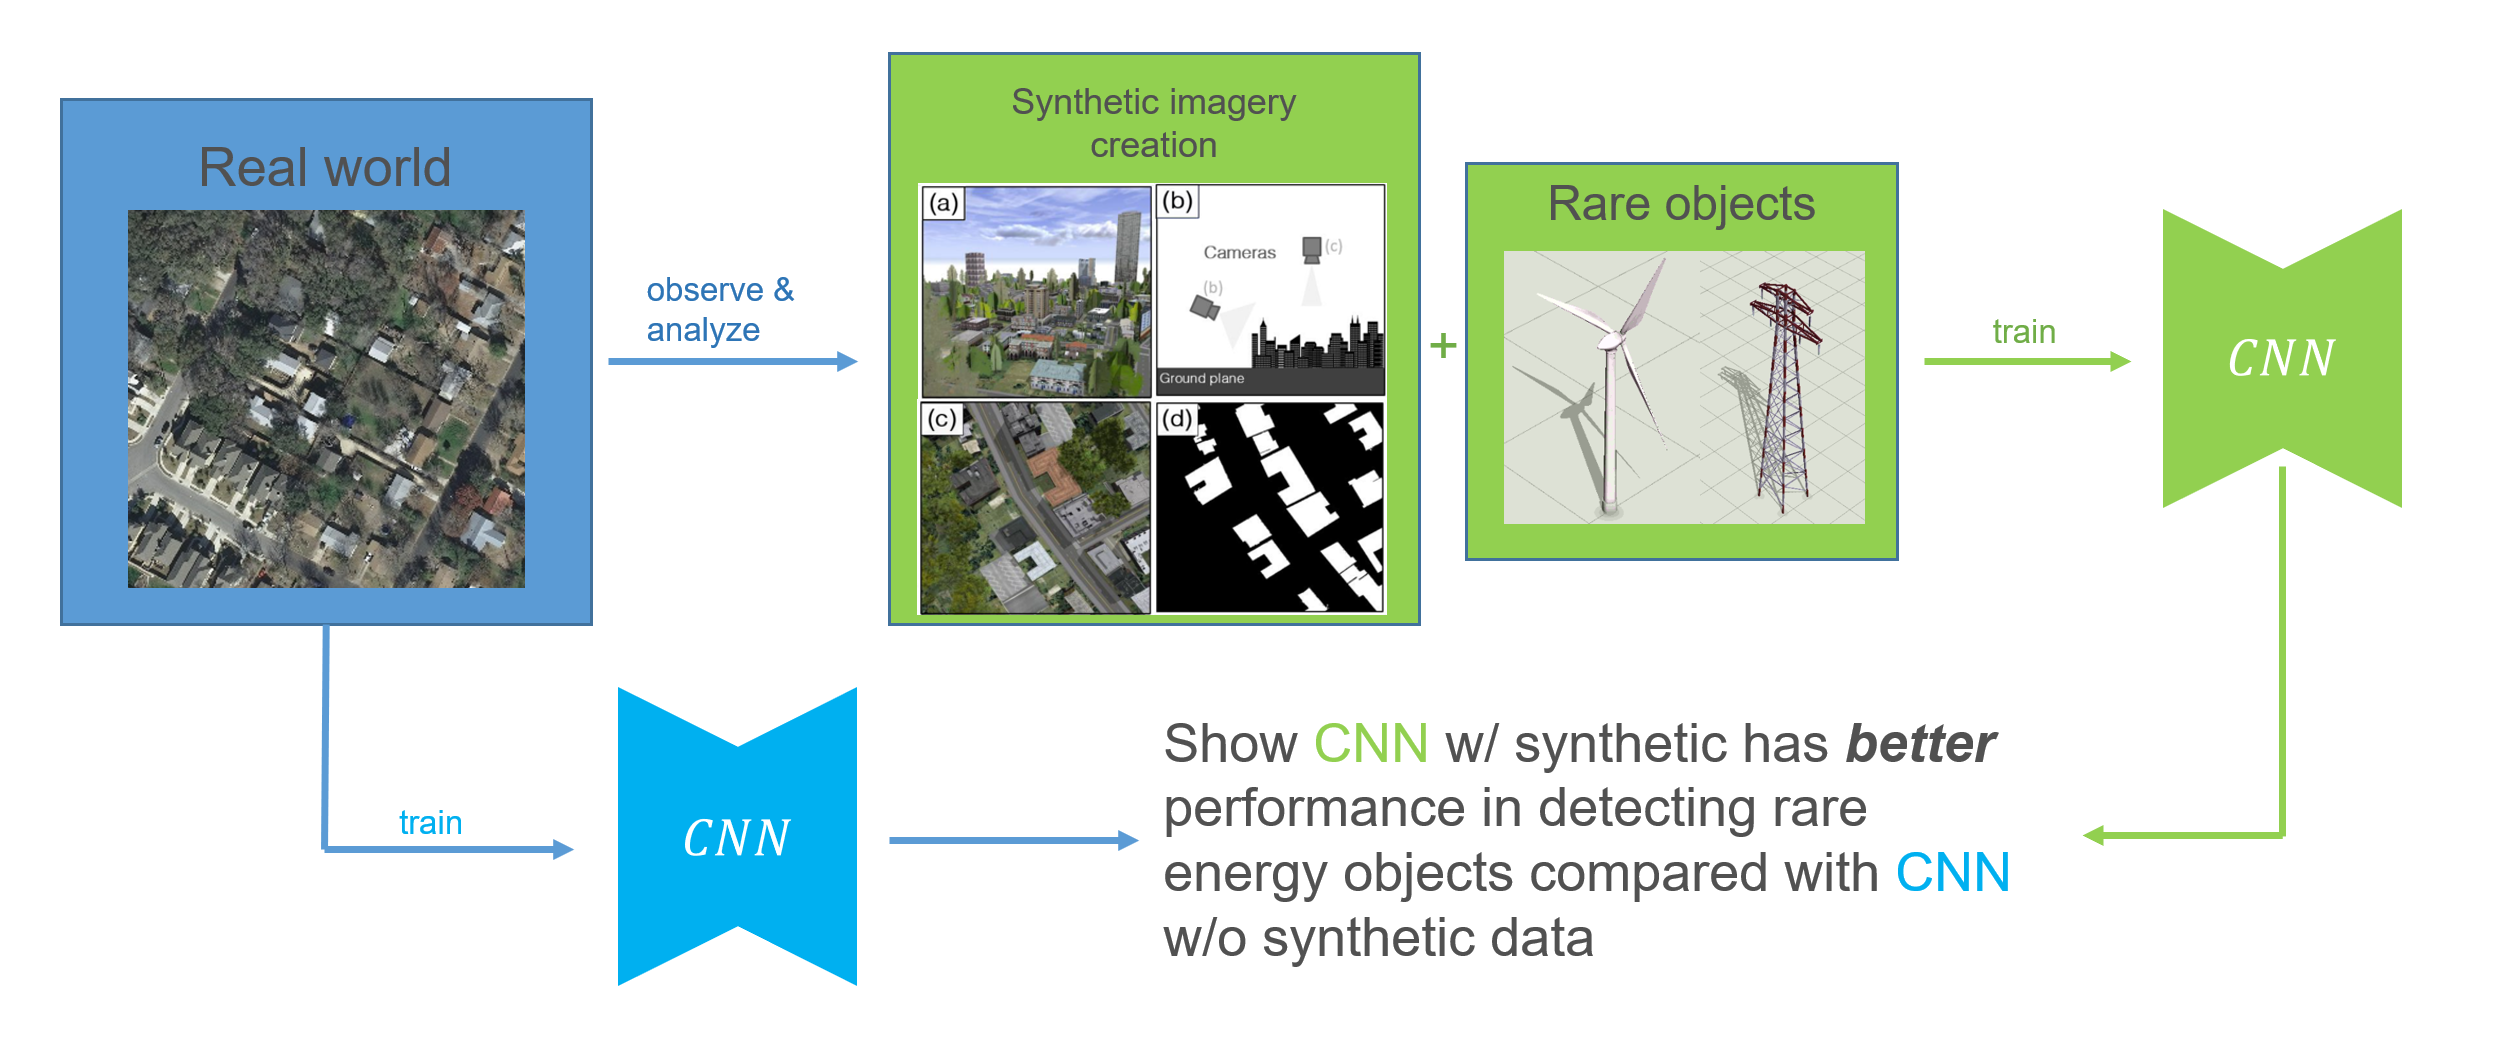 Real world
observe &
analyze
Synthetic imagery
creation
(a)
(b)
Cameras
(c)
(b)
Ground plane
(c)
(d)
+
Rare objects
train
CNN
train
CNN
Show CNN w/ synthetic has better
performance in detecting rare
energy objects compared with CNN
w/o synthetic data